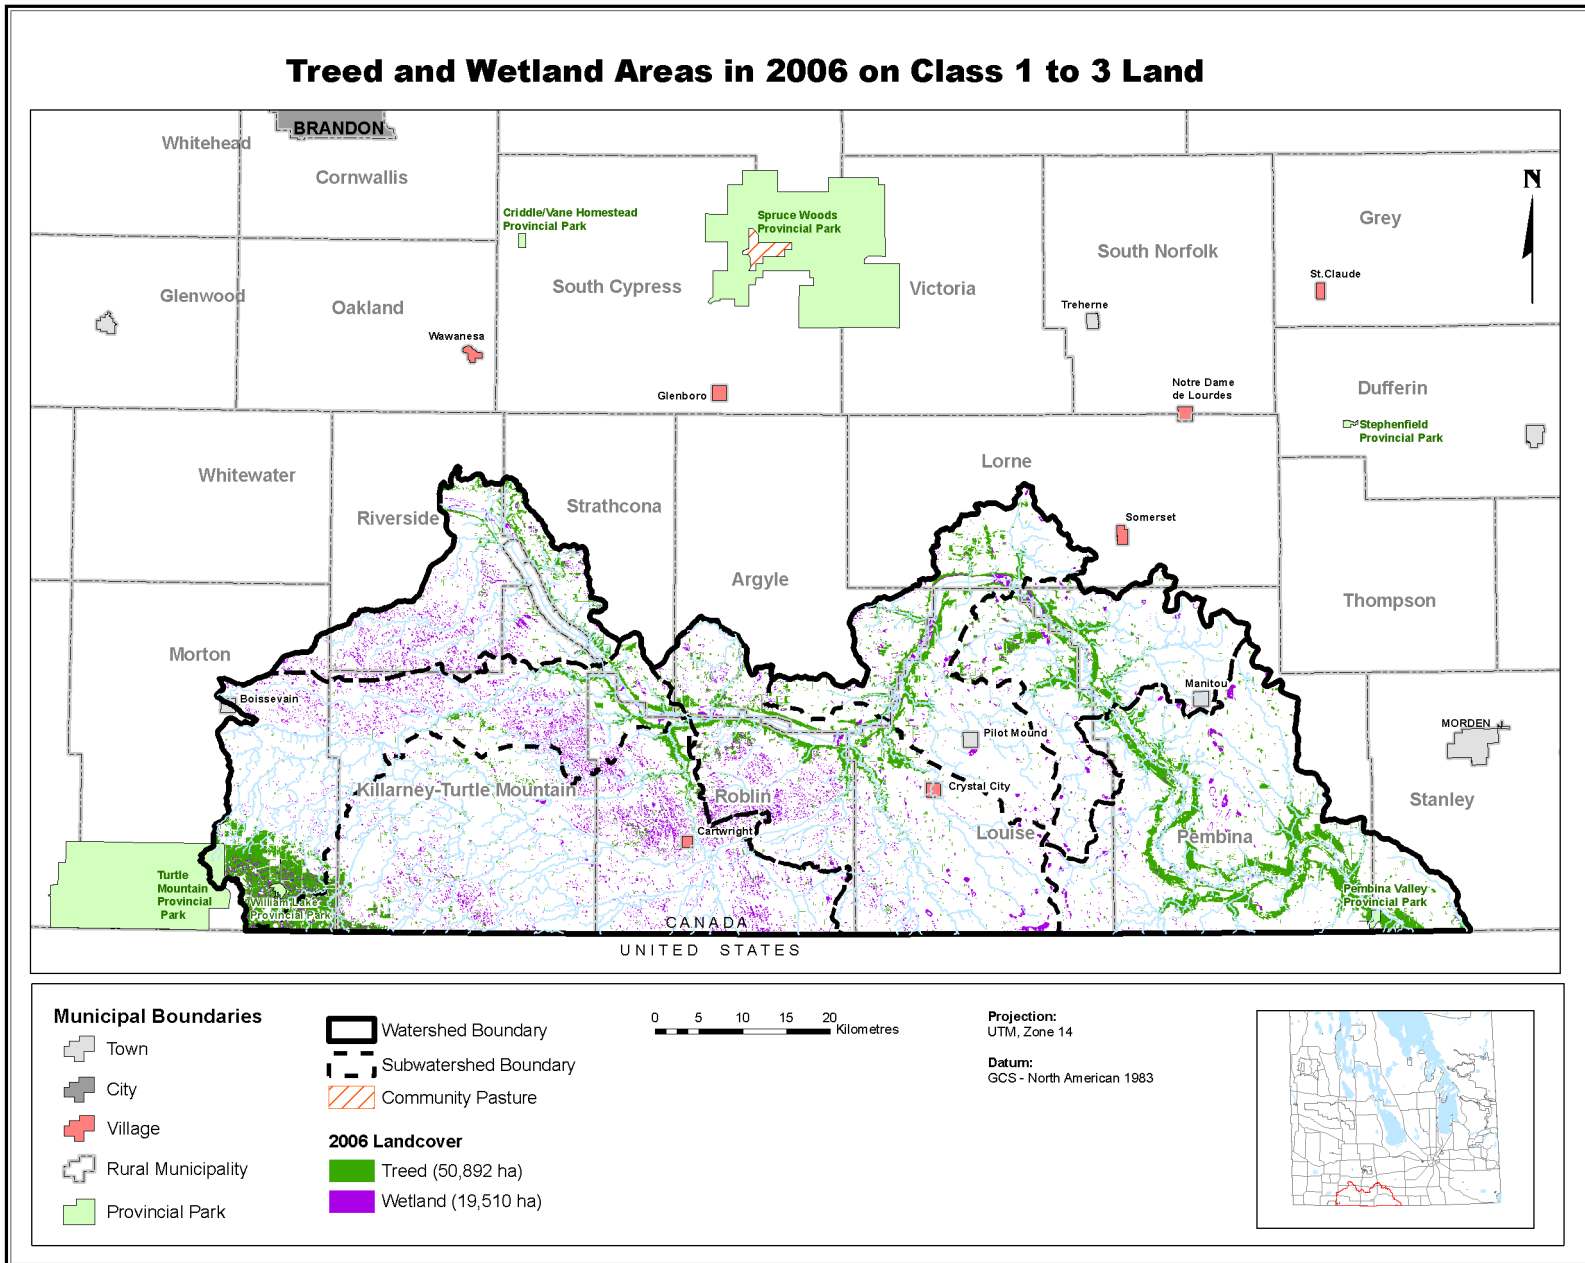 Treed and Wetland Areas in 2006 on Class 1 to 3 Land
BRANDON
Whitehead
Cornwallis
N
Criddle/Vane Homestead
Provincial Park
Spruce Woods
Provincial Park
Grey
South Norfolk
St.Claude
South Cypress
Victoria
Glenwood
Oakland
Treherne
Wawanesa
Glenboro
Notre Dame
de Lourdes
Dufferin
Stephenfield
Provincial Park
Whitewater
Lorne
Riverside
Strathcona
Somerset
Argyle
Thompson
Morton
Boissevain
Manitou
MORDEN
Pilot Mound
Killarney-Turtle Mountain
Roblin
Crystal City
Stanley
Cartwright
Louise
Pembina
Turtle
Mountain
Provincial
Park
William Lake
Provincial Park
Pembina Valley
Provincial Park
CANADA
UNITED STATES
Municipal Boundaries
Town
City
Village
Rural Municipality
Provincial Park
Watershed Boundary
Subwatershed Boundary
Community Pasture
2006 Landcover
Treed (50,892 ha)
Wetland (19,510 ha)
0 5 10 15 20
Kilometres
Projection:
UTM, Zone 14
Datum:
GCS - North American 1983